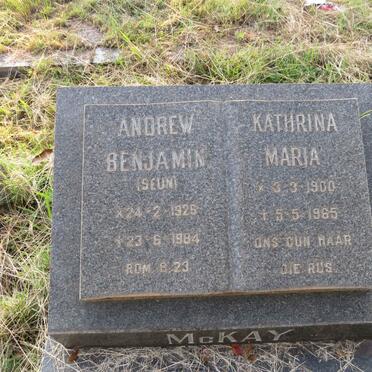 ANDREW
BENJAMIN
(SEUN)
*24-2-1926
+23-6-1984
ROM 8.23
KATHRINA
MARIA
*3-3-1900
+5-5-1985
ONS GUN HAAR
DIE RUS
McKAY